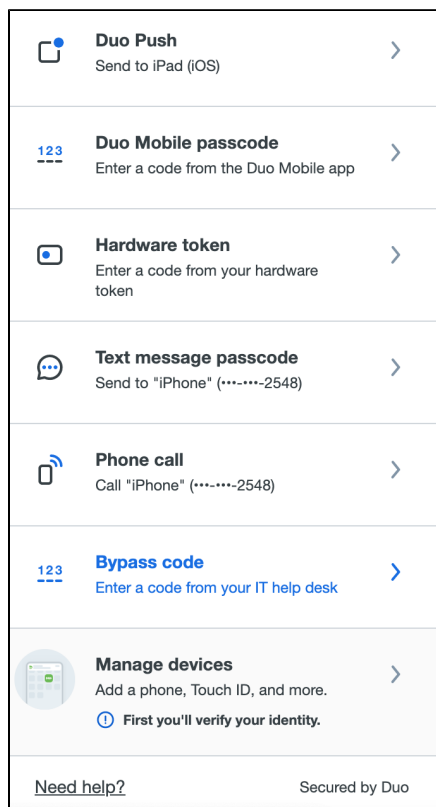 Duo Push
Send to iPad (iOS)
123
Duo Mobile passcode
Enter a code from the Duo Mobile app
Hardware token
Enter a code from your hardware
token
Text message passcode
Send to "iPhone" (•••-•••-2548)
Phone call
Call "iPhone" (•••-•••-2548)
123
Bypass code
Enter a code from your IT help desk
Manage devices
Add a phone, Touch ID, and more.
First you'll verify your identity.
Need help?
Secured by Duo